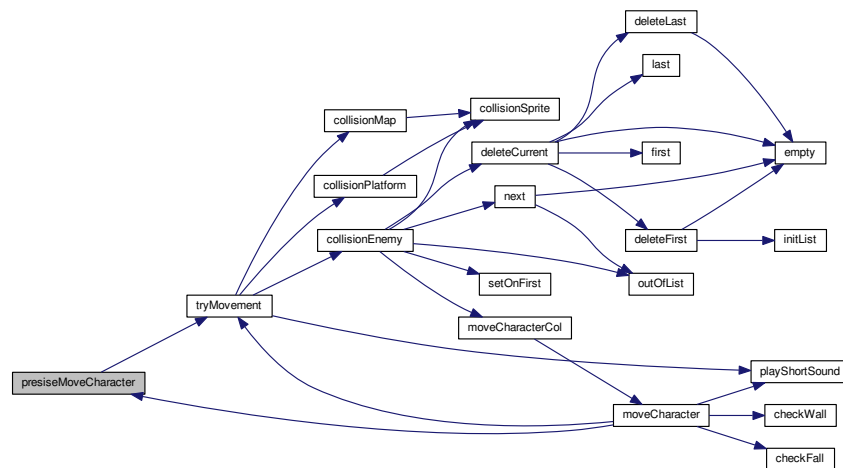 deleteLast
last
collisionSprite
collisionMap
deleteCurrent
first
empty
collisionPlatform
next
collisionEnemy
deleteFirst
initList
setOnFirst
outOfList
tryMovement
moveCharacterCol
playShortSound
presiseMoveCharacter
moveCharacter
checkWall
checkFall